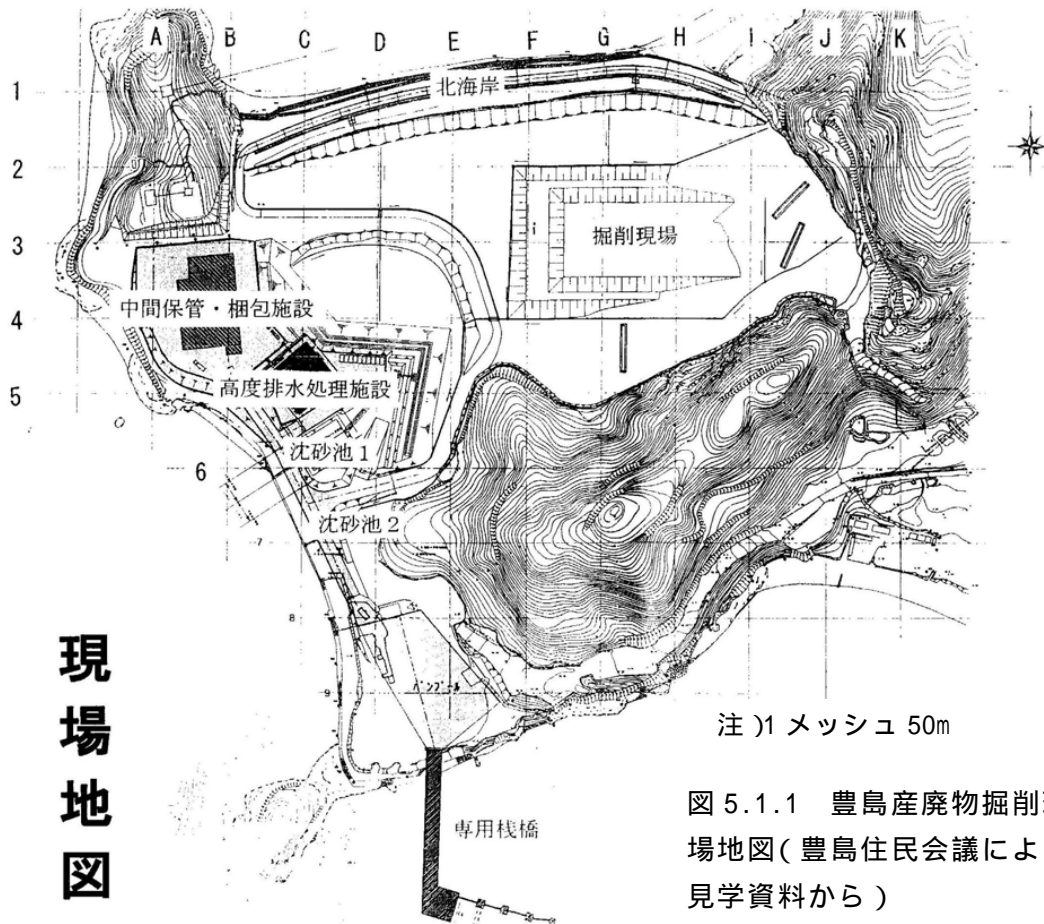 A B C D E F G H I J K
1
北海岸
2
3
掘削現場
中間保管・梱包施設
4
高度排水処理施設
5
沈砂池1
6
沈砂池2
7
8
9
専用桟橋
現場地図
注)1メッシュ 50m
図 5.1.1 豊島産廃物掘削
場地図(豊島住民会議によ
見学資料から)